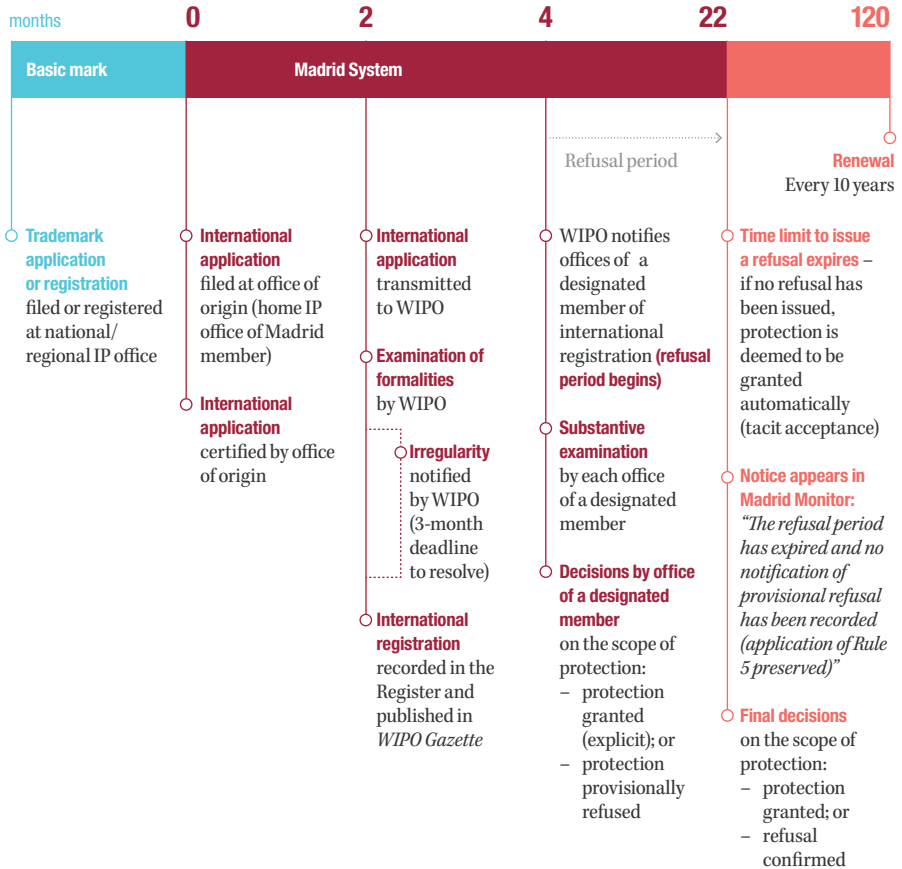 months
0
2
4
22
120
Basic mark
Madrid System
Refusal period
Renewal
Every 10 years
Trademark
application
or registration
filed or registered
at national/
regional IP office
International
application
filed at office of
origin (home IP
office of Madrid
member)
International
application
certified by office
of origin
International
application
transmitted
to WIPO
Examination of
formalities
by WIPO
Irregularity
notified
by WIPO
(3-month
deadline
to resolve)
International
registration
recorded in the
Register and
published in
WIPO Gazette
WIPO notifies
offices of a
designated
member of
international
registration (refusal
period begins)
Substantive
examination
by each office
of a designated
member
Decisions by office
of a designated
member
on the scope of
protection:
– protection
granted
(explicit); or
– protection
provisionally
refused
Time limit to issue
a refusal expires –
if no refusal has
been issued,
protection is
deemed to be
granted
automatically
(tacit acceptance)
Notice appears in
Madrid Monitor:
“The refusal period
has expired and no
notification of
provisional refusal
has been recorded
(application of Rule
5 preserved)”
Final decisions
on the scope of
protection:
– protection
granted; or
– refusal
confirmed